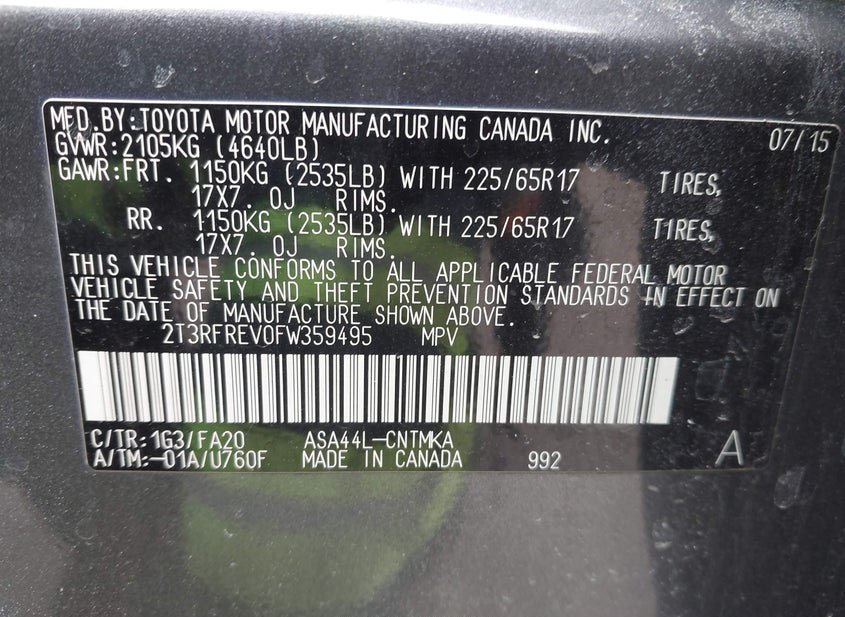 MFD.BY:TOYOTA MOTOR MANUFACTURING CANADA INC. 07/15
GVWR:2105KG (4640LB)
GAWR:FRT. 1150KG (2535LB) WITH 225/65R17 TIRES,
17X7.0J RIMS.
RR. 1150KG (2535LB) WITH 225/65R17 TIRES,
17X7.0J RIMS.
THIS VEHICLE CONFORMS TO ALL APPLICABLE FEDERAL MOTOR
VEHICLE SAFETY AND THEFT PREVENTION STANDARDS IN EFFECT ON
THE DATE OF MANUFACTURE SHOWN ABOVE.
2T3RFREV0FW359495 MPV
C/TR:1G3/FA20 ASA44L-CNTMKA
A/TM:-01A/U760F MADE IN CANADA 992 A